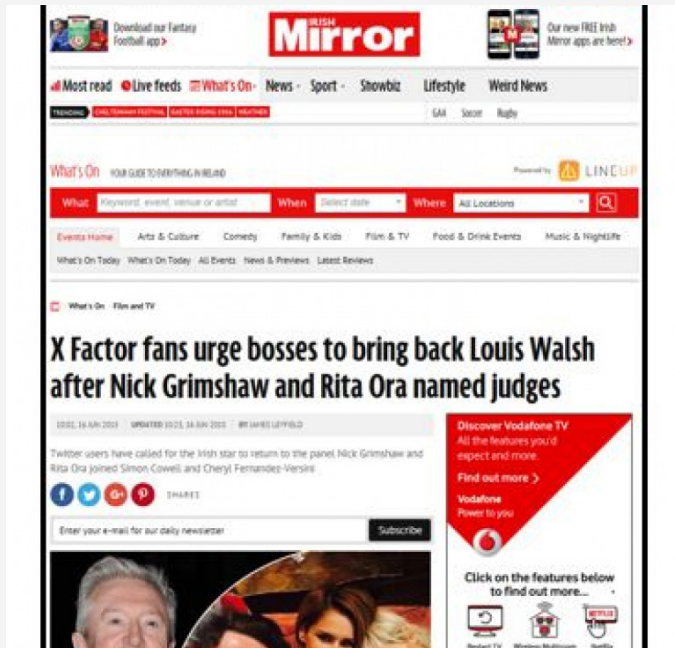 Download our Fantasy
Football app >
IRISH
Mirror
Our new FREE Irish
Mirror apps are here! >
Most read Live feeds What's On News Sport Showbiz Lifestyle Weird News
TRENDING CHELTENHAM FESTIVAL EASTER RISING 1916 WEATHER
GAA Soccer Rugby
What's On YOUR GUIDE TO EVERYTHING IN IRELAND
Powered by LINEUP
What Keyword, event, venue or artist When Select date Where All Locations
Events Home Arts & Culture Comedy Family & Kids Film & TV Food & Drink Events Music & Nightlife
What's On Today What's On Today All Events News & Previews Latest Reviews
What's On Film and TV
X Factor fans urge bosses to bring back Louis Walsh
after Nick Grimshaw and Rita Ora named judges
UPDATED BY JAMES LEYFIELD
Twitter users have called for the Irish star to return to the panel Nick Grimshaw and
Rita Ora joined Simon Cowell and Cheryl Fernandez-Versini
SHARES
Enter your e-mail for our daily newsletter Subscribe
Discover Vodafone TV
All the features you'd
expect and more.
Find out more >
Vodafone
Power to you
Click on the features below
to find out more...
NETFLIX
Restart TV Wireless Multiroom Netflix